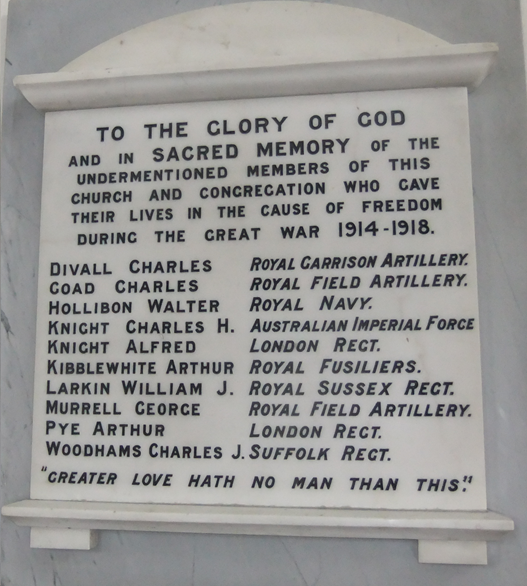 TO THE GLORY OF GOD
AND IN SACRED MEMORY OF THE
UNDERMENTIONED MEMBERS OF THIS
CHURCH AND CONGREGATION WHO GAVE
THEIR LIVES IN THE CAUSE OF FREEDOM
DURING THE GREAT WAR 1914-1918.
DIVALL CHARLES ROYAL GARRISON ARTILLERY.
GOAD CHARLES ROYAL FIELD ARTILLERY.
HOLLIBON WALTER ROYAL NAVY.
KNIGHT CHARLES H. AUSTRALIAN IMPERIAL FORCE
KNIGHT ALFRED LONDON RECT.
KIBBLEWHITE ARTHUR ROYAL FUSILIERS.
LARKIN WILLIAM J. ROYAL SUSSEX RECT.
MURRELL GEORGE ROYAL FIELD ARTILLERY.
PYE ARTHUR LONDON RECT.
WOODHAMS CHARLES J. SUFFOLK RECT.
"GREATER LOVE HATH NO MAN THAN THIS."